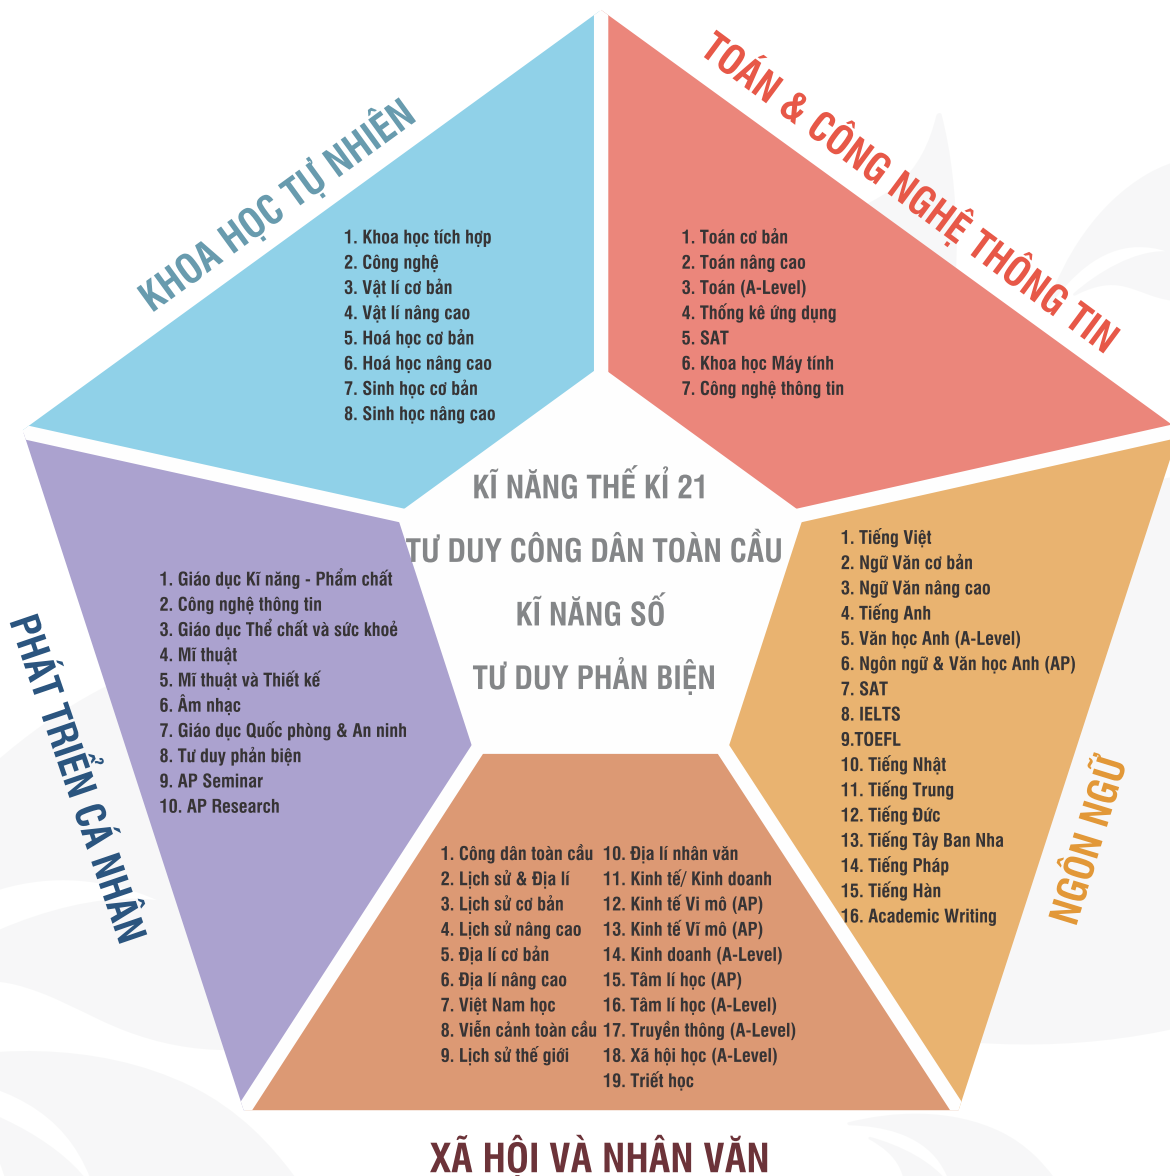 KHOA HỌC TỰ NHIÊN
1. Khoa học tích hợp
2. Công nghệ
3. Vật lí cơ bản
4. Vật lí nâng cao
5. Hoá học cơ bản
6. Hoá học nâng cao
7. Sinh học cơ bản
8. Sinh học nâng cao
TOÁN & CÔNG NGHỆ THÔNG TIN
1. Toán cơ bản
2. Toán nâng cao
3. Toán (A-Level)
4. Thống kê ứng dụng
5. SAT
6. Khoa học Máy tính
7. Công nghệ thông tin
KĨ NĂNG THẾ KỈ 21
TƯ DUY CÔNG DÂN TOÀN CẦU
KĨ NĂNG SỐ
TƯ DUY PHẢN BIỆN
PHÁT TRIỂN CÁ NHÂN
1. Giáo dục Kĩ năng - Phẩm chất
2. Công nghệ thông tin
3. Giáo dục Thể chất và sức khoẻ
4. Mĩ thuật
5. Mĩ thuật và Thiết kế
6. Âm nhạc
7. Giáo dục Quốc phòng & An ninh
8. Tư duy phản biện
9. AP Seminar
10. AP Research
1. Tiếng Việt
2. Ngữ Văn cơ bản
3. Ngữ Văn nâng cao
4. Tiếng Anh
5. Văn học Anh (A-Level)
6. Ngôn ngữ & Văn học Anh (AP)
7. SAT
8. IELTS
9.TOEFL
10. Tiếng Nhật
11. Tiếng Trung
12. Tiếng Đức
13. Tiếng Tây Ban Nha
14. Tiếng Pháp
15. Tiếng Hàn
16. Academic Writing
NGÔN NGỮ
1. Công dân toàn cầu
2. Lịch sử & Địa lí
3. Lịch sử cơ bản
4. Lịch sử nâng cao
5. Địa lí cơ bản
6. Địa lí nâng cao
7. Việt Nam học
8. Viễn cảnh toàn cầu
9. Lịch sử thế giới
10. Địa lí nhân văn
11. Kinh tế/ Kinh doanh
12. Kinh tế Vi mô (AP)
13. Kinh tế Vĩ mô (AP)
14. Kinh doanh (A-Level)
15. Tâm lí học (AP)
16. Tâm lí học (A-Level)
17. Truyền thông (A-Level)
18. Xã hội học (A-Level)
19. Triết học
XÃ HỘI VÀ NHÂN VĂN